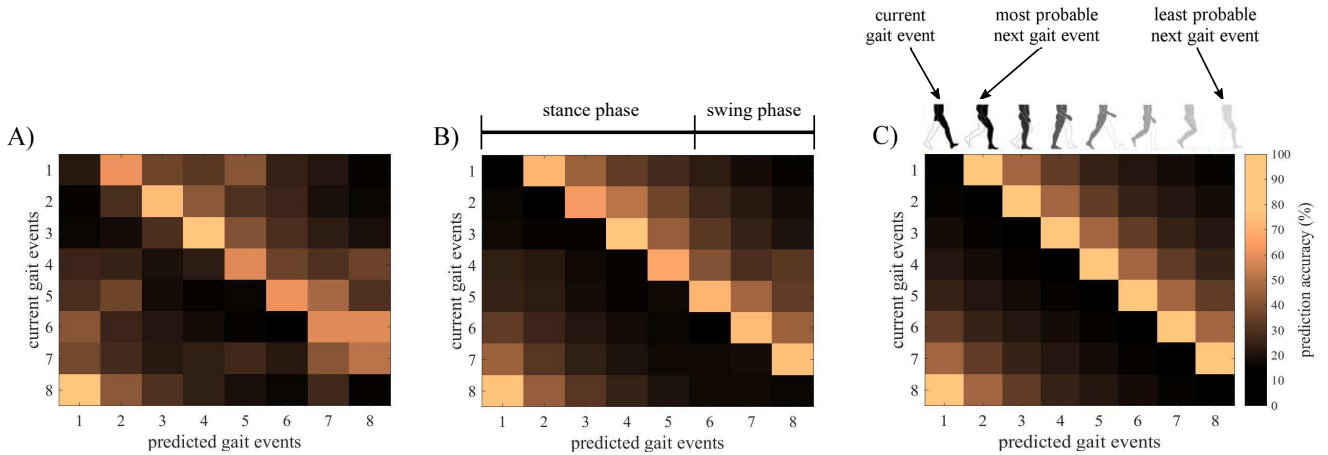 current
gait event
most probable
next gait event
least probable
next gait event
stance phase
swing phase
A)
B)
C)
current gait events
1
2
3
4
5
6
7
8
1 2 3 4 5 6 7 8
predicted gait events
current gait events
1
2
3
4
5
6
7
8
1 2 3 4 5 6 7 8
predicted gait events
current gait events
1
2
3
4
5
6
7
8
1 2 3 4 5 6 7 8
predicted gait events
100
90
80
70
60
50
40
30
20
10
0
prediction accuracy (%)